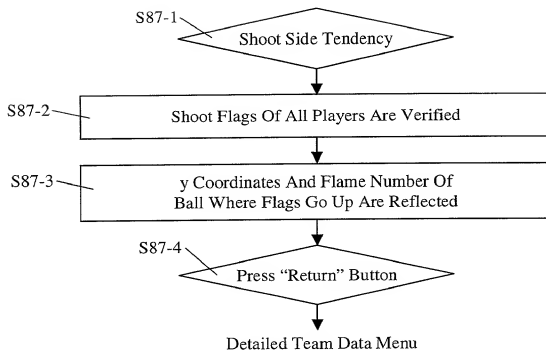 S87-1
Shoot Side Tendency
S87-2
Shoot Flags Of All Players Are Verified
S87-3
y Coordinates And Flame Number Of
Ball Where Flags Go Up Are Reflected
S87-4
Press “Return” Button
Detailed Team Data Menu